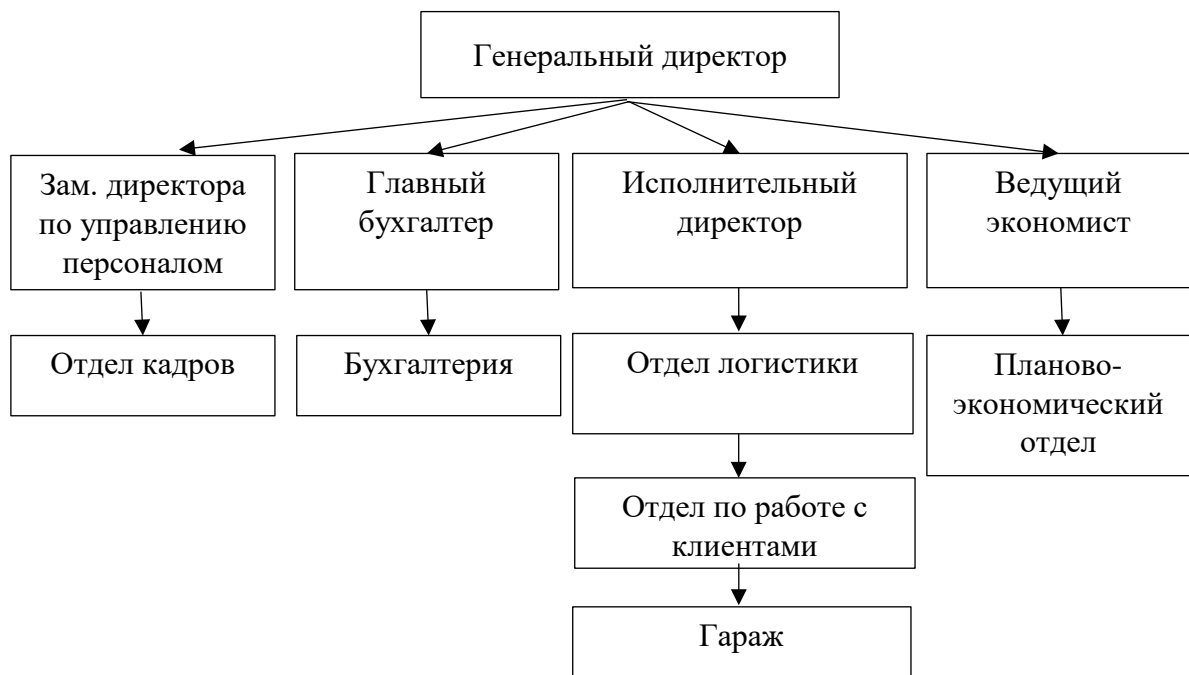 Генеральный директор
Зам. директора
по управлению
персоналом
Главный
бухгалтер
Исполнительный
директор
Ведущий
экономист
Отдел кадров
Бухгалтерия
Отдел логистики
Планово-
экономический
отдел
Отдел по работе с
клиентами
Гараж